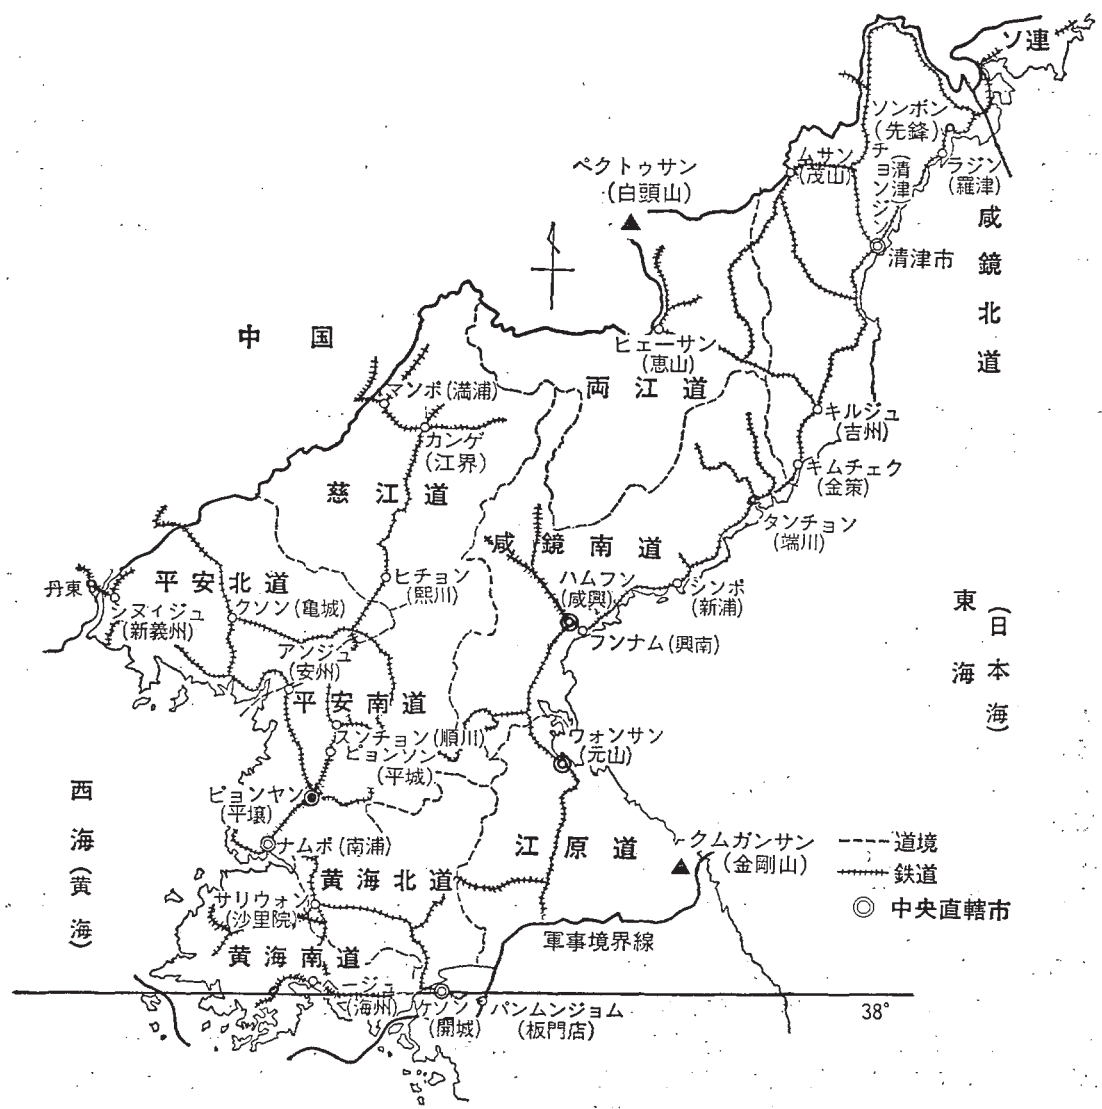 ソ連
ソンボン
(先鋒)
ムサン
(茂山)
チョンジン
(清津)
ラジン
(羅津)
ペクトゥサン
(白頭山)
咸鏡北道
清津市
中国
ヒェーサン
(恵山)
両江道
マンポ(満浦)
カンゲ
(江界)
キルジュ
(吉州)
キムチェク
(金策)
慈江道
タンチョン
(端川)
咸鏡南道
ハムフン
(咸興)
シンポ
(新浦)
フンナム(興南)
平安北道
ヒチョン
(熙川)
丹東
シヌィジュ
(新義州)
クソン(亀城)
アンジュ
(安州)
東海
(日本海)
平安南道
スンチョン(順川)
ピョンソン
(平城)
ウォンサン
(元山)
西海(黄海)
ピョンヤン
(平壌)
ナムポ(南浦)
江原道
クムガンサン
(金剛山)
道境
鉄道
中央直轄市
黄海北道
サリウォン
(沙里院)
軍事境界線
黄海南道
ヘージュ
(海州)
ケソン
(開城)
パンムンジョム
(板門店)
38°